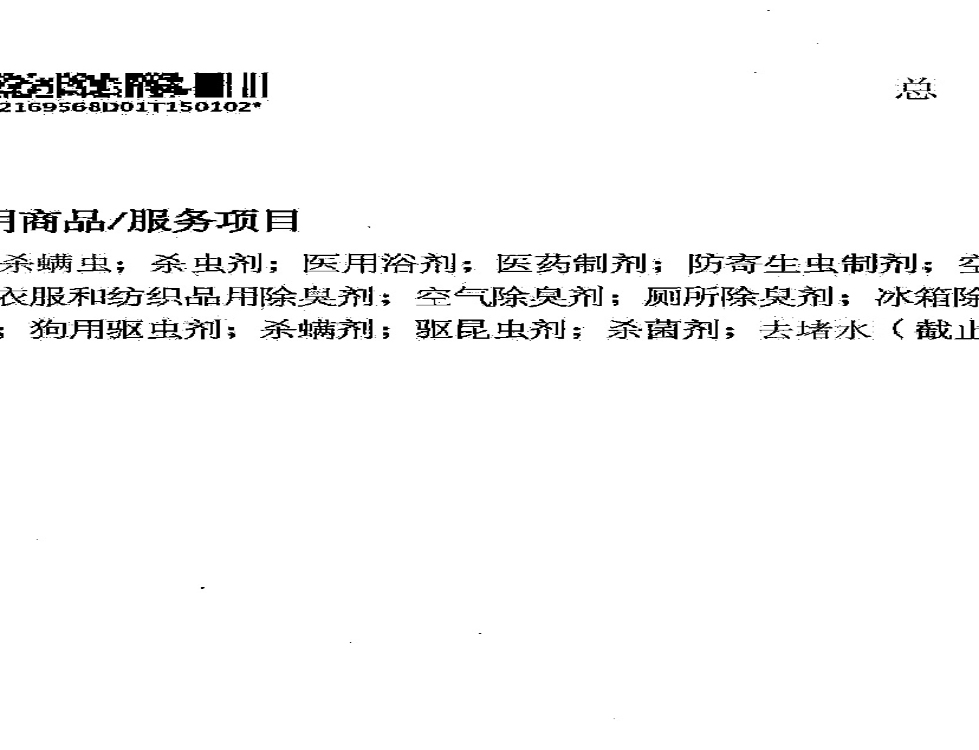 2169568D01T150102*
总
用商品/服务项目
杀螨虫；杀虫剂；医用浴剂；医药制剂；防寄生虫制剂；空
衣服和纺织品用除臭剂；空气除臭剂；厕所除臭剂；冰箱除
；狗用驱虫剂；杀螨剂；驱昆虫剂；杀菌剂；去堵水（截止